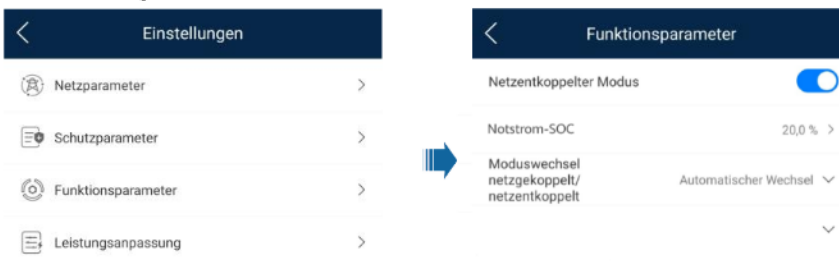 Einstellungen
Netzparameter
Schutzparameter
Funktionsparameter
Leistungsanpassung
Funktionsparameter
Netzentkoppelter Modus
Notstrom-SOC 20,0 %
Moduswechsel
netzgekoppelt/ Automatischer Wechsel
netzentkoppelt